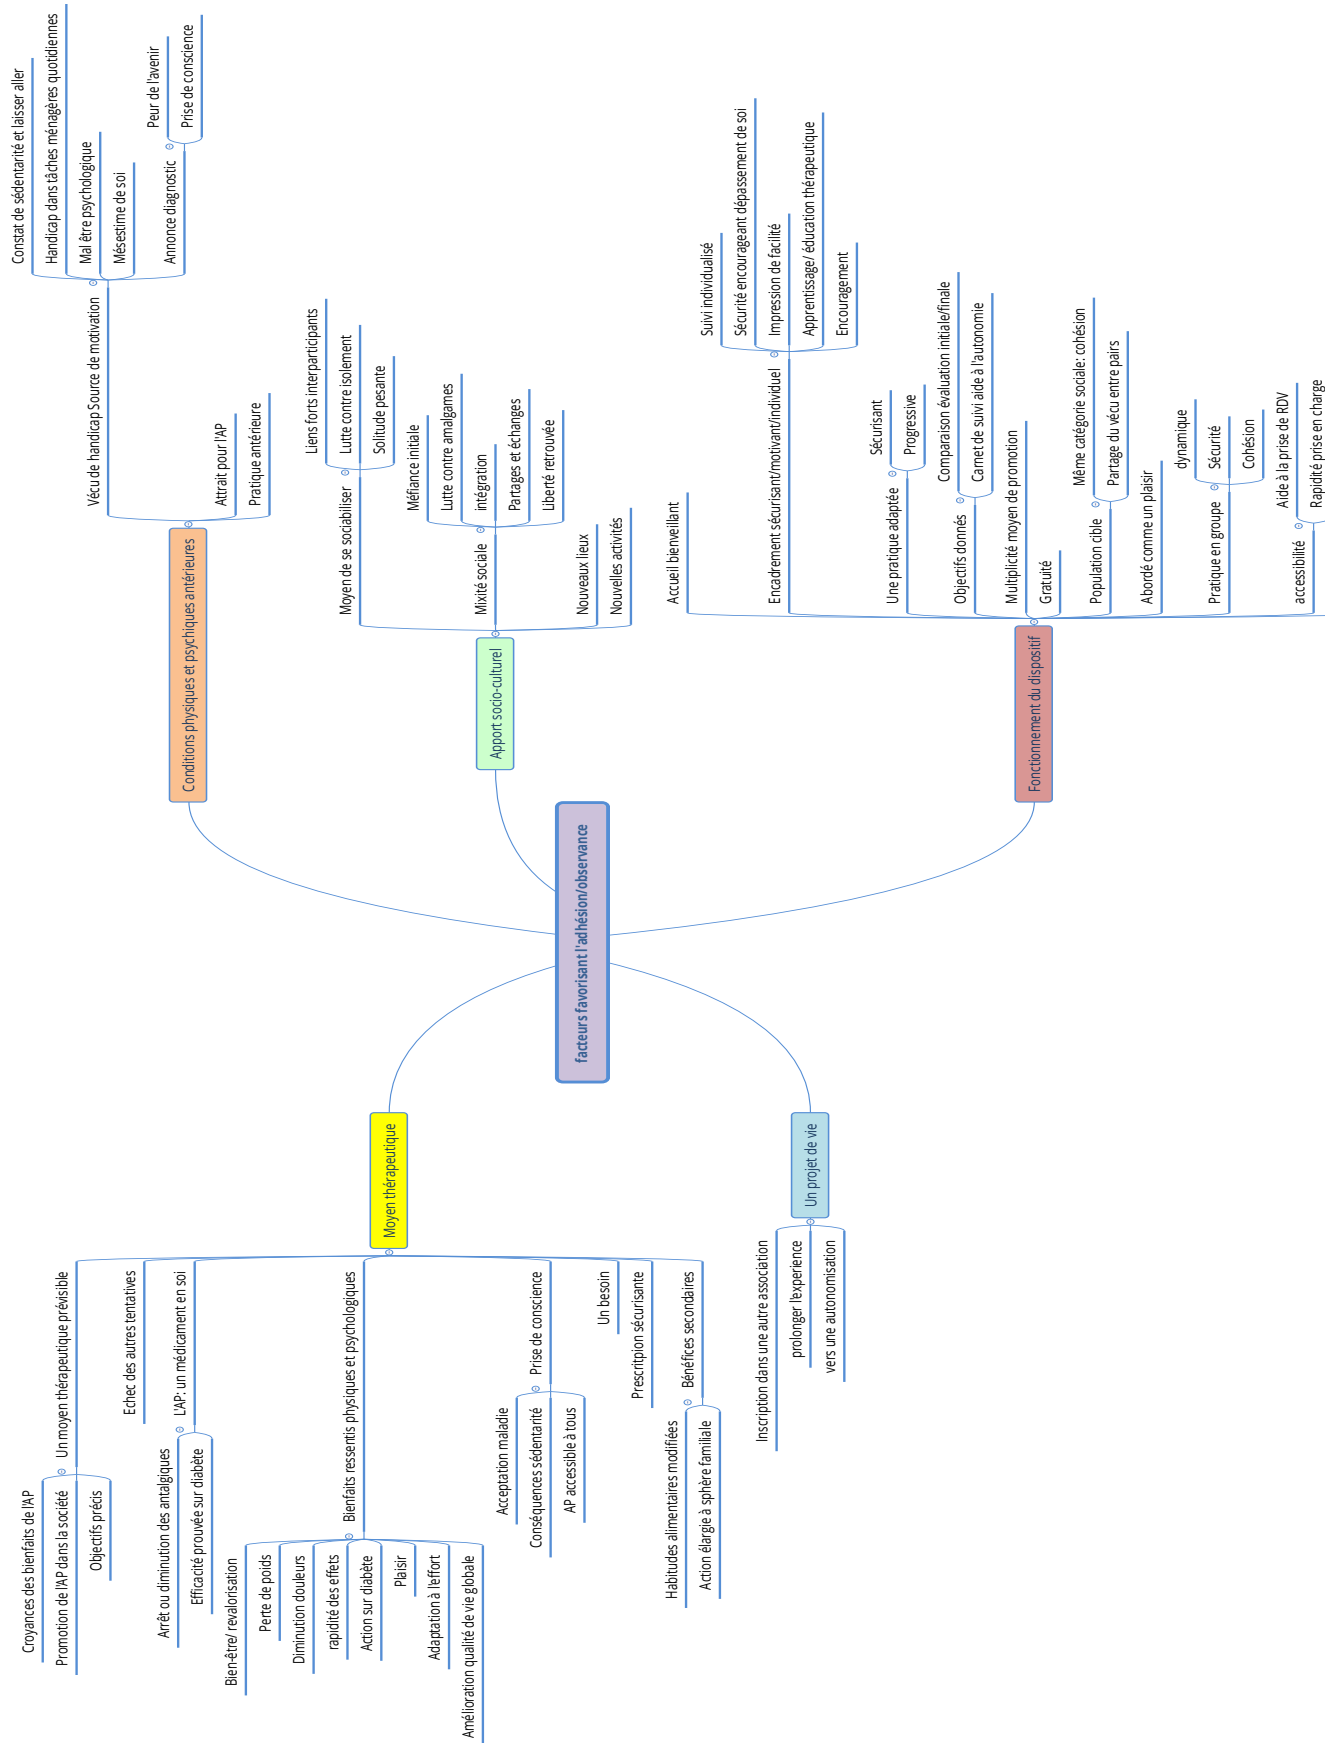 facteurs favorisant l'adhésion/observance
Conditions physiques et psychiques antérieures
Vécu de handicap Source de motivation
Constat de sédentarité et laisser aller
Handicap dans tâches ménagères quotidiennes
Mal être psychologique
Mésestime de soi
Annonce diagnostic
Peur de l'avenir
Prise de conscience
Attrait pour l'AP
Pratique antérieure
Apport socio-culturel
Moyen de se sociabiliser
Liens forts interparticipants
Lutte contre isolement
Solitude pesante
Mixité sociale
Méfiance initiale
Lutte contre amalgames
intégration
Partages et échanges
Liberté retrouvée
Nouveaux lieux
Nouvelles activités
Fonctionnement du dispositif
Accueil bienveillant
Encadrement sécurisant/motivant/individuel
Suivi individualisé
Sécurité encourageant dépassement de soi
Impression de facilité
Apprentissage/ éducation thérapeutique
Encouragement
Une pratique adaptée
Sécurisant
Progressive
Objectifs donnés
Comparaison évaluation initiale/finale
Carnet de suivi aide à l'autonomie
Multiplicité moyen de promotion
Gratuité
Population cible
Même catégorie sociale: cohésion
Partage du vécu entre pairs
Abordé comme un plaisir
Pratique en groupe
dynamique
Sécurité
Cohésion
accessibilité
Aide à la prise de RDV
Rapidité prise en charge
Moyen thérapeutique
Un moyen thérapeutique prévisible
Croyances des bienfaits de l'AP
Promotion de l'AP dans la société
Objectifs précis
Echec des autres tentatives
L'AP: un médicament en soi
Arrêt ou diminution des antalgiques
Efficacité prouvée sur diabète
Bienfaits ressentis physiques et psychologiques
Bien-être/ revalorisation
Perte de poids
Diminution douleurs
rapidité des effets
Action sur diabète
Plaisir
Adaptation à l'effort
Amélioration qualité de vie globale
Prise de conscience
Acceptation maladie
Conséquences sédentarité
AP accessible à tous
Un besoin
Prescritpion sécurisante
Bénéfices secondaires
Habitudes alimentaires modifiées
Action élargie à sphère familiale
Un projet de vie
Inscription dans une autre association
prolonger l'experience
vers une autonomisation